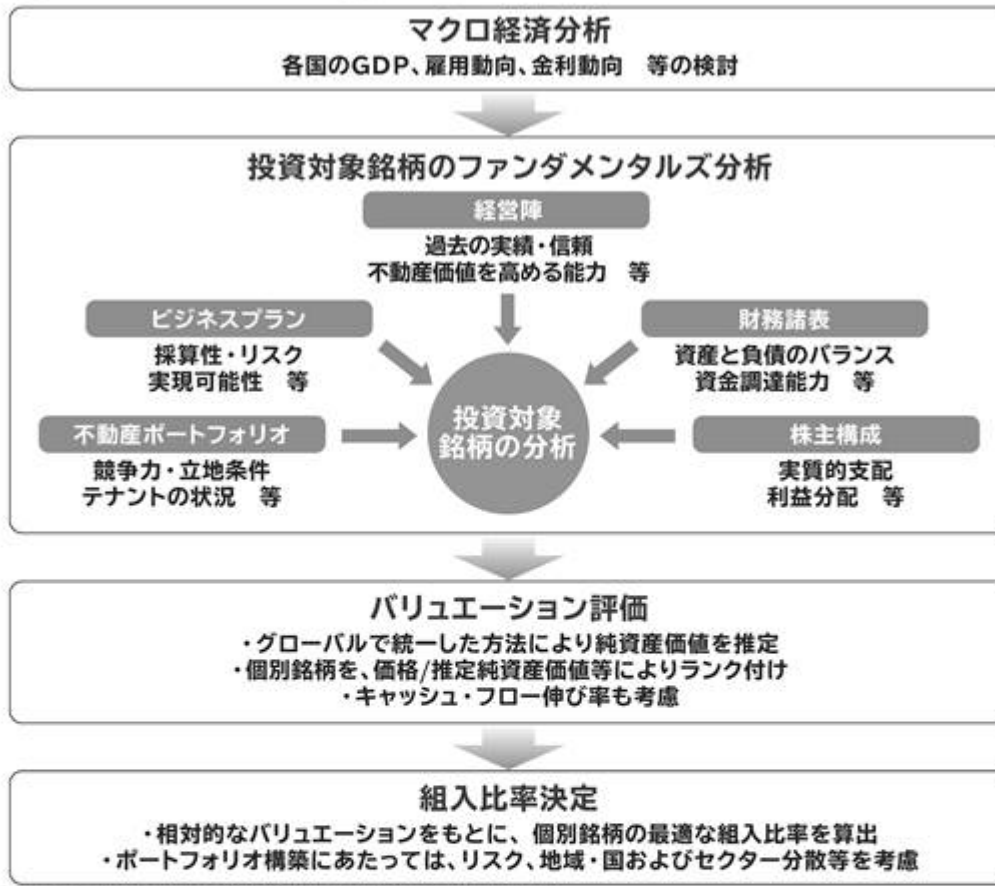 マクロ経済分析
各国のGDP、雇用動向、金利動向　等の検討
投資対象銘柄のファンダメンタルズ分析
経営陣
過去の実績・信頼
不動産価値を高める能力　等
ビジネスプラン
採算性・リスク
実現可能性　等
財務諸表
資産と負債のバランス
資金調達能力　等
不動産ポートフォリオ
競争力・立地条件
テナントの状況　等
投資対象
銘柄の分析
株主構成
実質的支配
利益分配　等
バリュエーション評価
・グローバルで統一した方法により純資産価値を推定
・個別銘柄を、価格/推定純資産価値等によりランク付け
・キャッシュ・フロー伸び率も考慮
組入比率決定
・相対的なバリュエーションをもとに、個別銘柄の最適な組入比率を算出
・ポートフォリオ構築にあたっては、リスク、地域・国およびセクター分散等を考慮